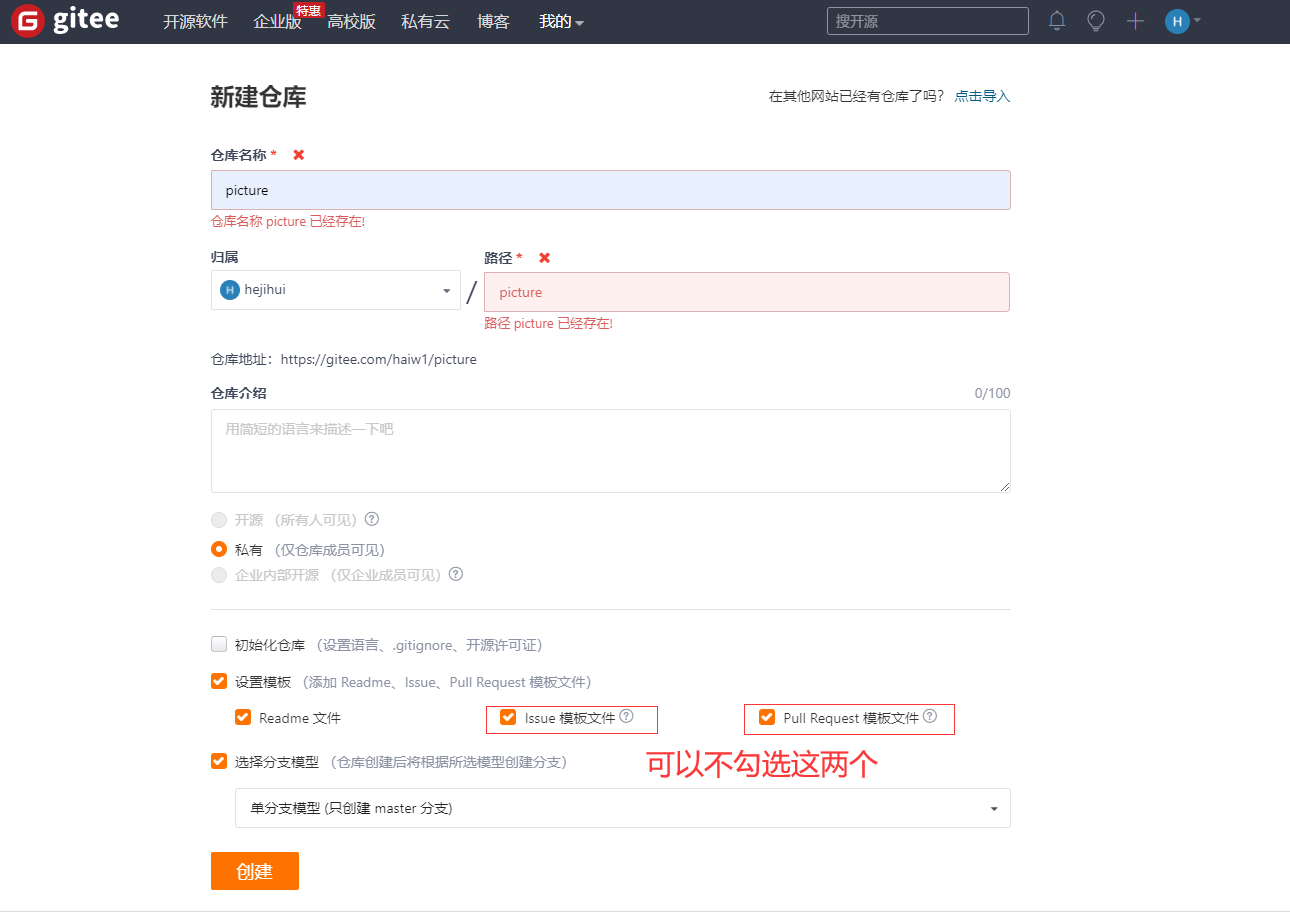 gitee 开源软件 企业版 特惠 高校版 私有云 博客 我的 搜开源 H
新建仓库 在其他网站已经有仓库了吗? 点击导入
仓库名称 *
picture
仓库名称 picture 已经存在!
归属 路径 *
H hejihui / picture
路径 picture 已经存在!
仓库地址：https://gitee.com/haiw1/picture
仓库介绍 0/100
用简短的语言来描述一下吧
开源 （所有人可见） ?
私有 （仅仓库成员可见）
企业内部开源 （仅企业成员可见） ?
初始化仓库 （设置语言、.gitignore、开源许可证）
设置模板 （添加 Readme、Issue、Pull Request 模板文件）
Readme 文件 Issue 模板文件 ? Pull Request 模板文件 ?
选择分支模型 （仓库创建后将根据所选模型创建分支）
可以不勾选这两个
单分支模型 (只创建 master 分支)
创建